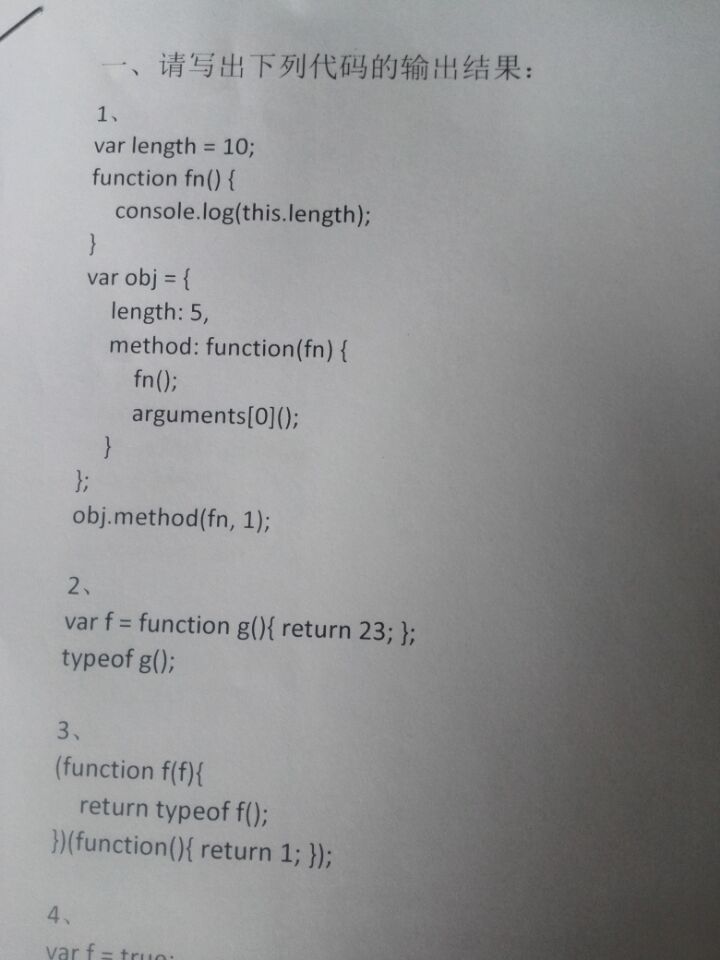 一、请写出下列代码的输出结果：
1、
var length = 10;
function fn() {
console.log(this.length);
}
var obj = {
length: 5,
method: function(fn) {
fn();
arguments[0]();
}
};
obj.method(fn, 1);
2、
var f = function g(){ return 23; };
typeof g();
3、
(function f(f){
return typeof f();
})(function(){ return 1; });
4、
var f = true;